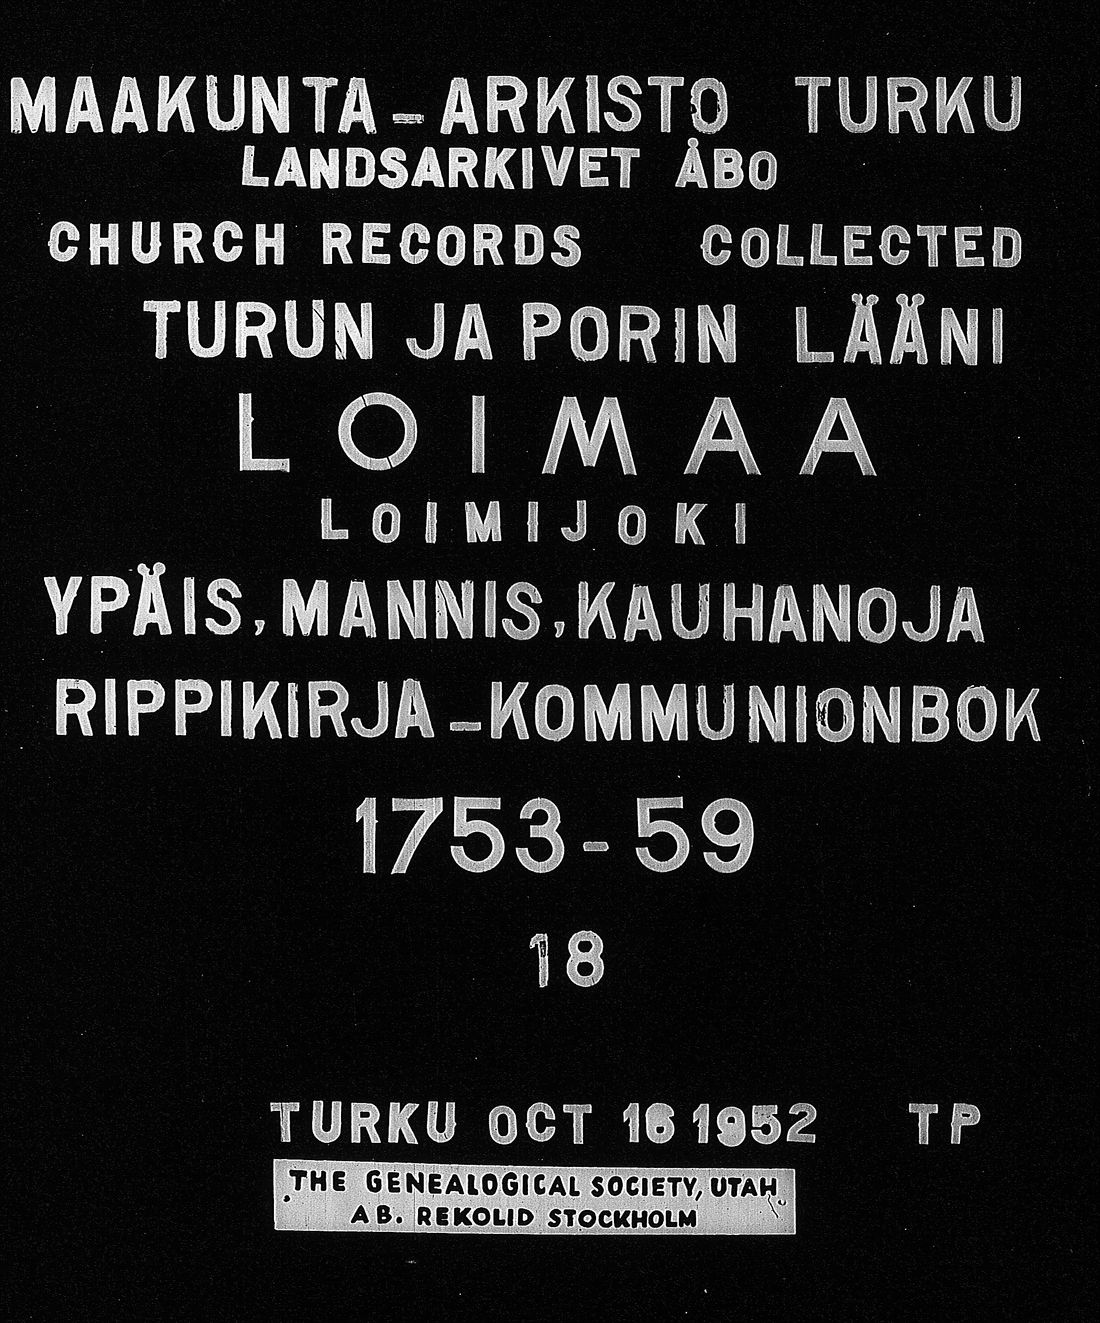 MAAKUNTA - ARKISTO TURKU
LANDSARKIVET ÅBO
CHURCH RECORDS COLLECTED
TURUN JA PORIN LÄÄNI
LOIMAA
LOIMIJOKI
YPÄIS, MANNIS, KAUHANOJA
RIPPIKIRJA - KOMMUNIONBOK
1753 - 59
18
TURKU OCT 16 1952 TP
THE GENEALOGICAL SOCIETY, UTAH
AB. REKOLID STOCKHOLM